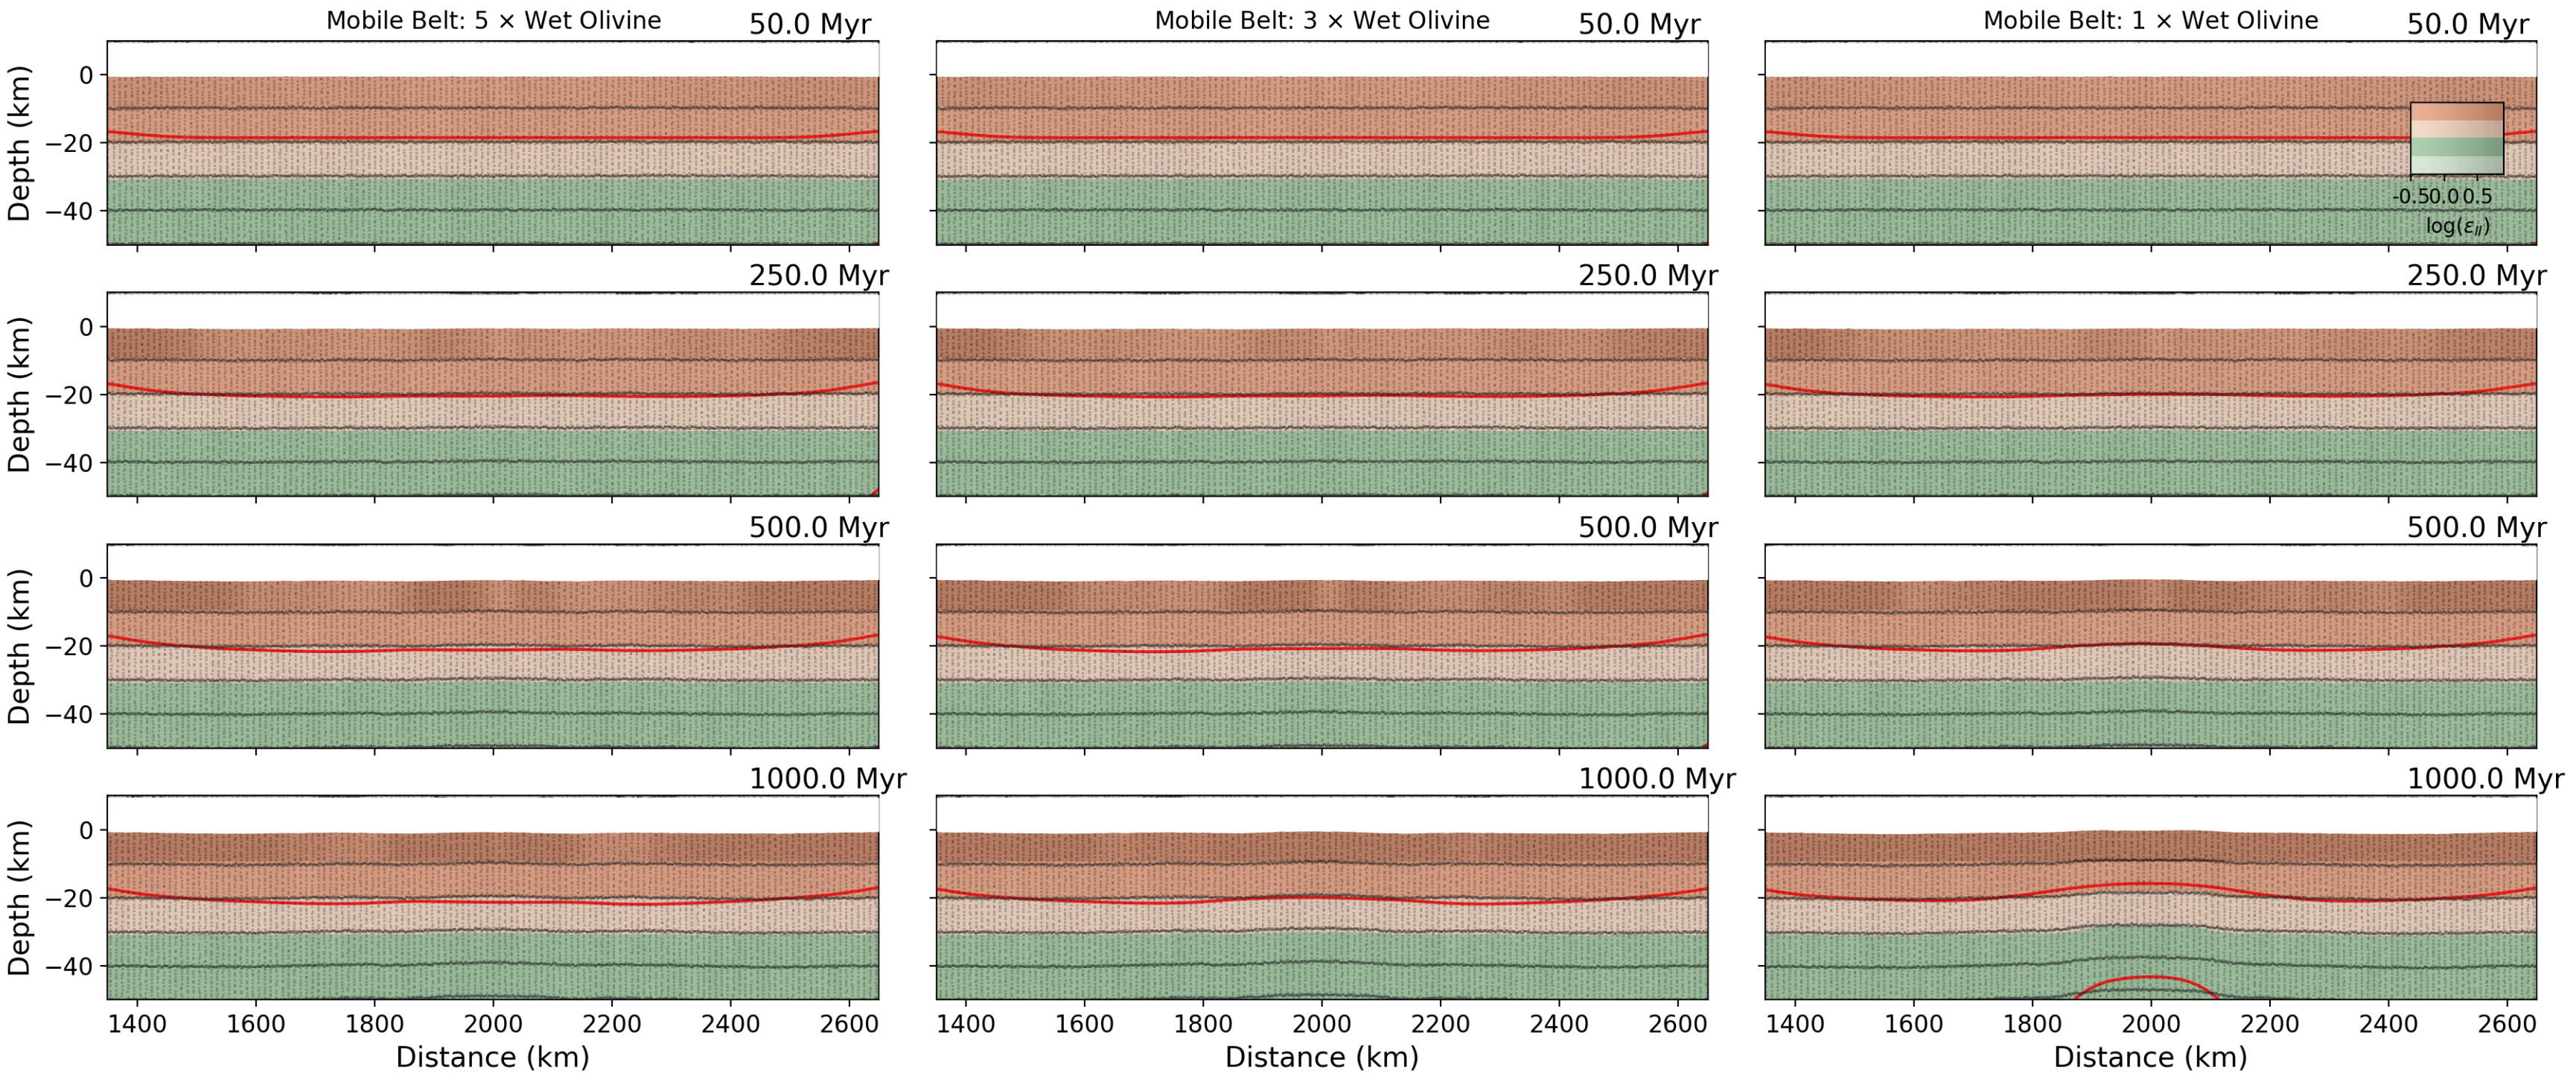 Mobile Belt: 5 × Wet Olivine 50.0 Myr
Mobile Belt: 3 × Wet Olivine 50.0 Myr
Mobile Belt: 1 × Wet Olivine 50.0 Myr
Depth (km)
0
−20
−40
-0.5 0.0 0.5
log(ε_II)
250.0 Myr
250.0 Myr
250.0 Myr
Depth (km)
0
−20
−40
500.0 Myr
500.0 Myr
500.0 Myr
Depth (km)
0
−20
−40
1000.0 Myr
1000.0 Myr
1000.0 Myr
Depth (km)
0
−20
−40
1400 1600 1800 2000 2200 2400 2600
1400 1600 1800 2000 2200 2400 2600
1400 1600 1800 2000 2200 2400 2600
Distance (km)
Distance (km)
Distance (km)